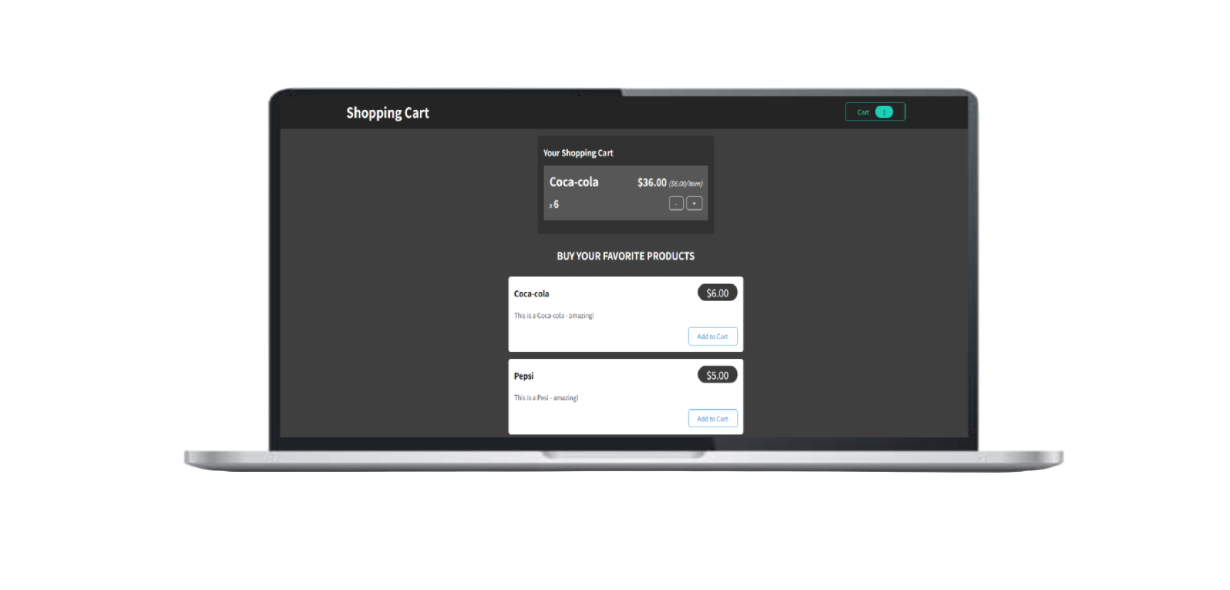 Shopping Cart
Cart
Your Shopping Cart
Coca-cola $36.00 ($6.00/item)
x 6 - +
BUY YOUR FAVORITE PRODUCTS
Coca-cola $6.00
This is a Coca-cola - amazing!
Add to Cart
Pepsi $5.00
This is a Pesi - amazing!
Add to Cart